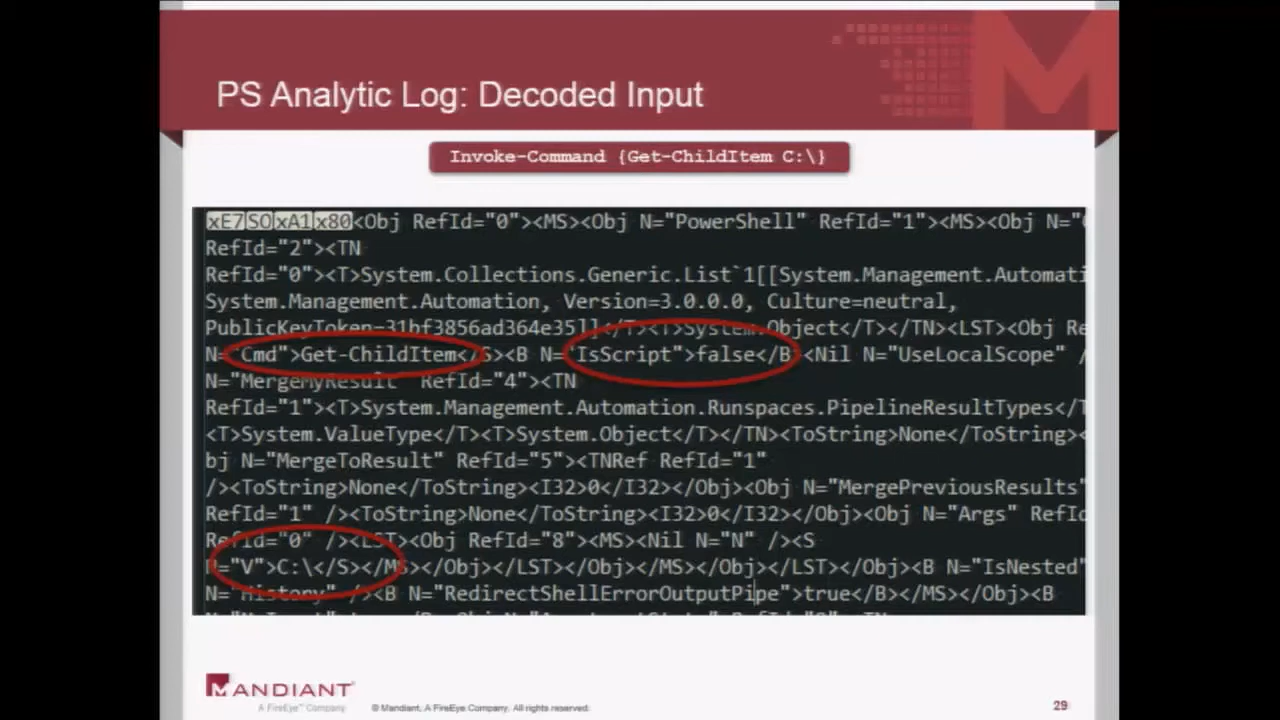 PS Analytic Log: Decoded Input
Invoke-Command {Get-ChildItem C:\}
xE7 SO xA1 x80<Obj RefId="0"><MS><Obj N="PowerShell" RefId="1"><MS><Obj N="
RefId="2"><TN
RefId="0"><T>System.Collections.Generic.List`1[[System.Management.Automati
System.Management.Automation, Version=3.0.0.0, Culture=neutral,
PublicKeyToken=31bf3856ad364e35]]</T><T>System.Object</T></TN><LST><Obj Re
N="Cmd">Get-ChildItem</S><B N="IsScript">false</B><Nil N="UseLocalScope" /
N="MergeMyResult" RefId="4"><TN
RefId="1"><T>System.Management.Automation.Runspaces.PipelineResultTypes</T
<T>System.ValueType</T><T>System.Object</T></TN><ToString>None</ToString><
bj N="MergeToResult" RefId="5"><TNRef RefId="1"
/><ToString>None</ToString><I32>0</I32></Obj><Obj N="MergePreviousResults"
RefId="1" /><ToString>None</ToString><I32>0</I32></Obj><Obj N="Args" RefId
RefId="0" /><LST><Obj RefId="8"><MS><Nil N="N" /><S
N="V">C:\</S></MS></Obj></LST></Obj></MS></Obj></LST></Obj><B N="IsNested"
N="History" /><B N="RedirectShellErrorOutputPipe">true</B></MS></Obj><B
MANDIANT
A FireEye™ Company
© Mandiant, A FireEye Company. All rights reserved.
29